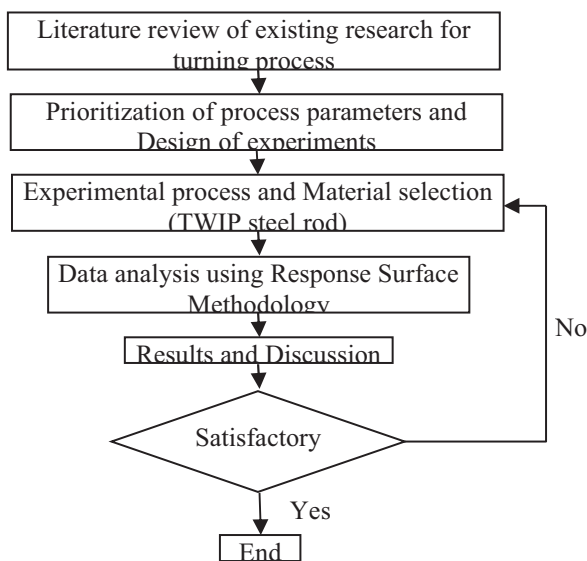 Literature review of existing research for
turning process
Prioritization of process parameters and
Design of experiments
Experimental process and Material selection
(TWIP steel rod)
Data analysis using Response Surface
Methodology
Results and Discussion
No
Satisfactory
Yes
End